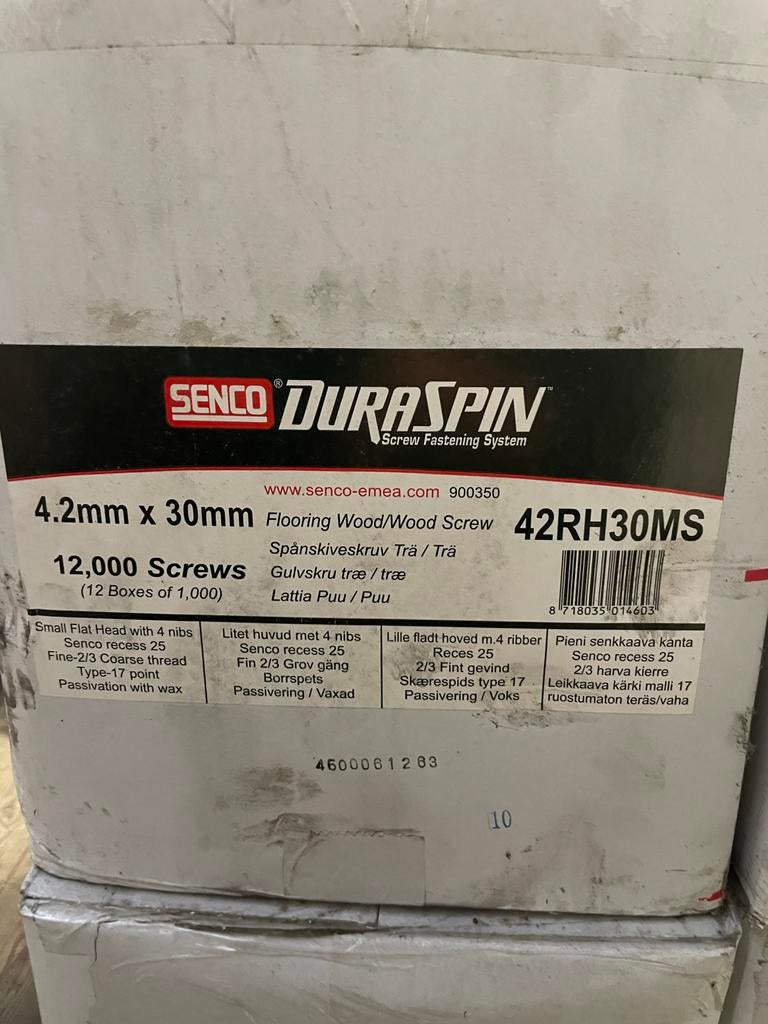 SENCO® DURASPIN™
Screw Fastening System
www.senco-emea.com 900350
4.2mm x 30mm Flooring Wood/Wood Screw 42RH30MS
Spånskiveskruv Trä / Trä
12,000 Screws Gulvskru træ / træ
(12 Boxes of 1,000) Lattia Puu / Puu
8 718035 014603
Small Flat Head with 4 nibs
Senco recess 25
Fine-2/3 Coarse thread
Type-17 point
Passivation with wax
Litet huvud met 4 nibs
Senco recess 25
Fin 2/3 Grov gäng
Borrspets
Passivering / Vaxad
Lille fladt hoved m.4 ribber
Reces 25
2/3 Fint gevind
Skærespids type 17
Passivering / Voks
Pieni senkkaava kanta
Senco recess 25
2/3 harva kierre
Leikkaava kärki malli 17
ruostumaton teräs/vaha
4600061263
10